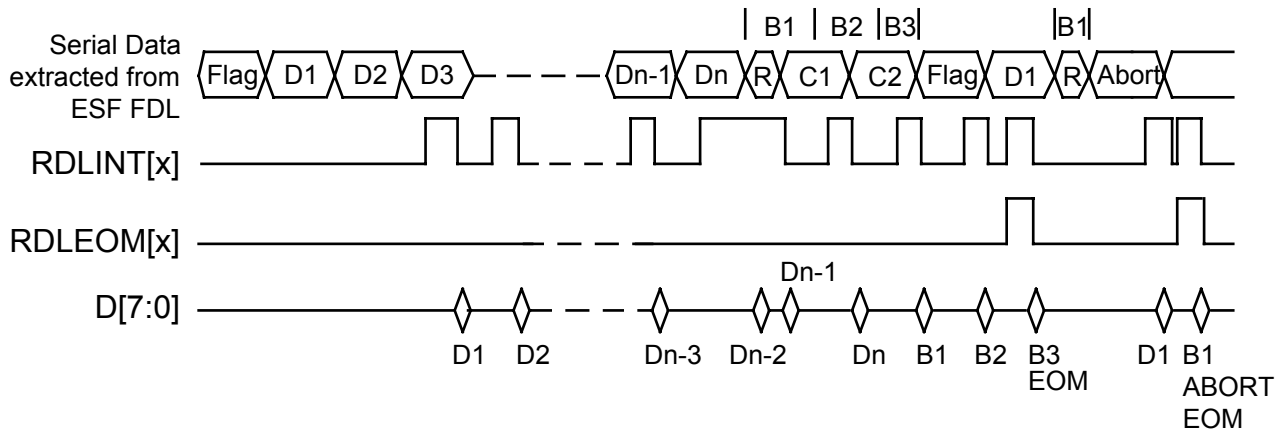 B1 B2 B3 B1
Serial Data
extracted from
ESF FDL
Flag D1 D2 D3 Dn-1 Dn R C1 C2 Flag D1 R Abort
RDLINT[x]
RDLEOM[x]
Dn-1
D[7:0]
D1 D2 Dn-3 Dn-2 Dn B1 B2 B3 D1 B1
EOM ABORT
EOM